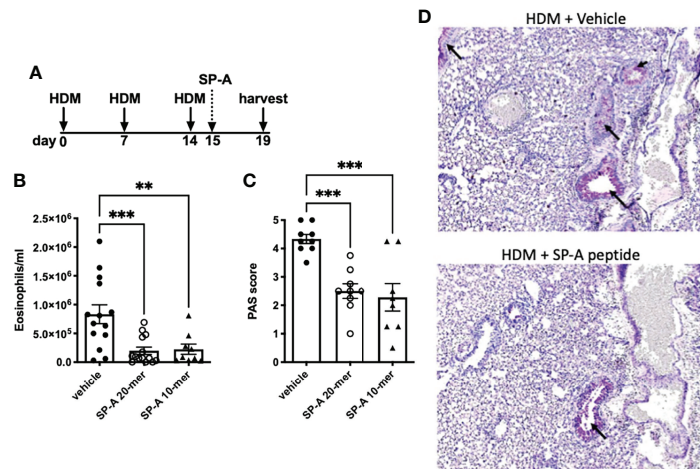 A
SP-A
HDM HDM HDM harvest
day 0 7 14 15 19
B
** 
***
Eosinophils/ml
2.5×10⁶
2.0×10⁶
1.5×10⁶
1.0×10⁶
5.0×10⁵
0.0
vehicle
SP-A 20-mer
SP-A 10-mer
C
***
***
PAS score
5
4
3
2
1
0
vehicle
SP-A 20-mer
SP-A 10-mer
D
HDM + Vehicle
HDM + SP-A peptide